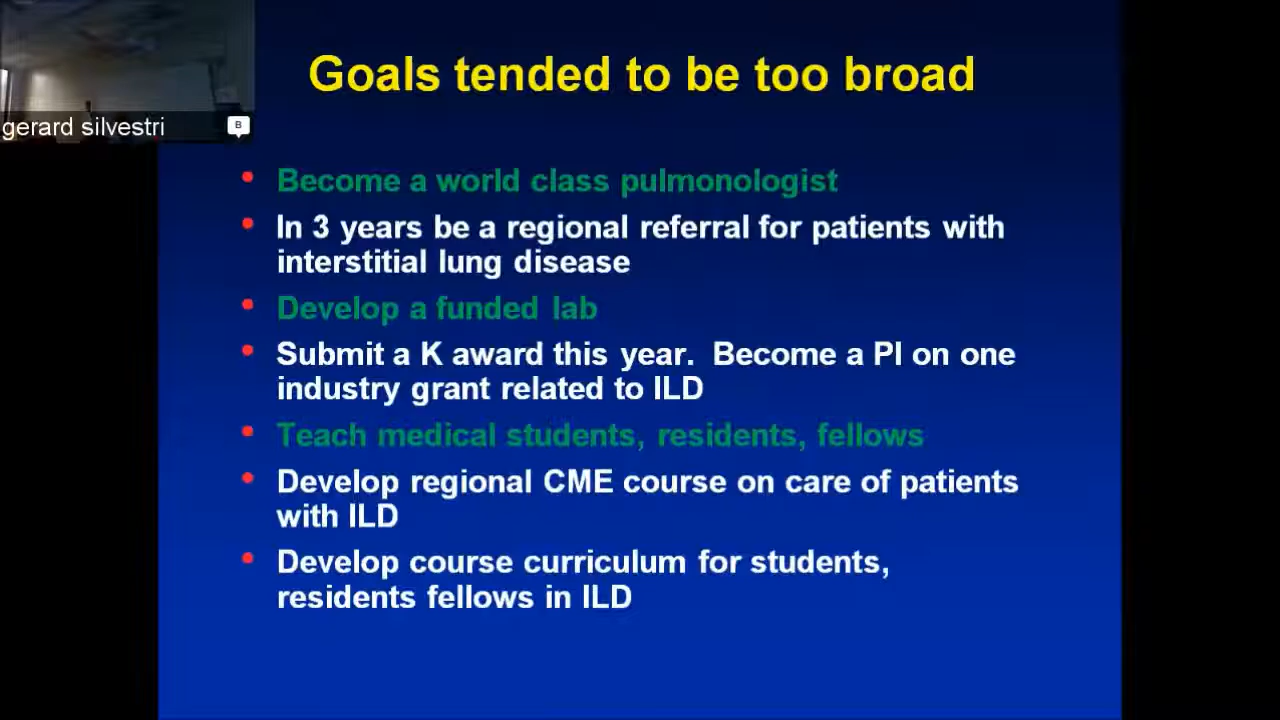 Goals tended to be too broad
gerard silvestri
B
• Become a world class pulmonologist
• In 3 years be a regional referral for patients with
interstitial lung disease
• Develop a funded lab
• Submit a K award this year. Become a PI on one
industry grant related to ILD
• Teach medical students, residents, fellows
• Develop regional CME course on care of patients
with ILD
• Develop course curriculum for students,
residents fellows in ILD